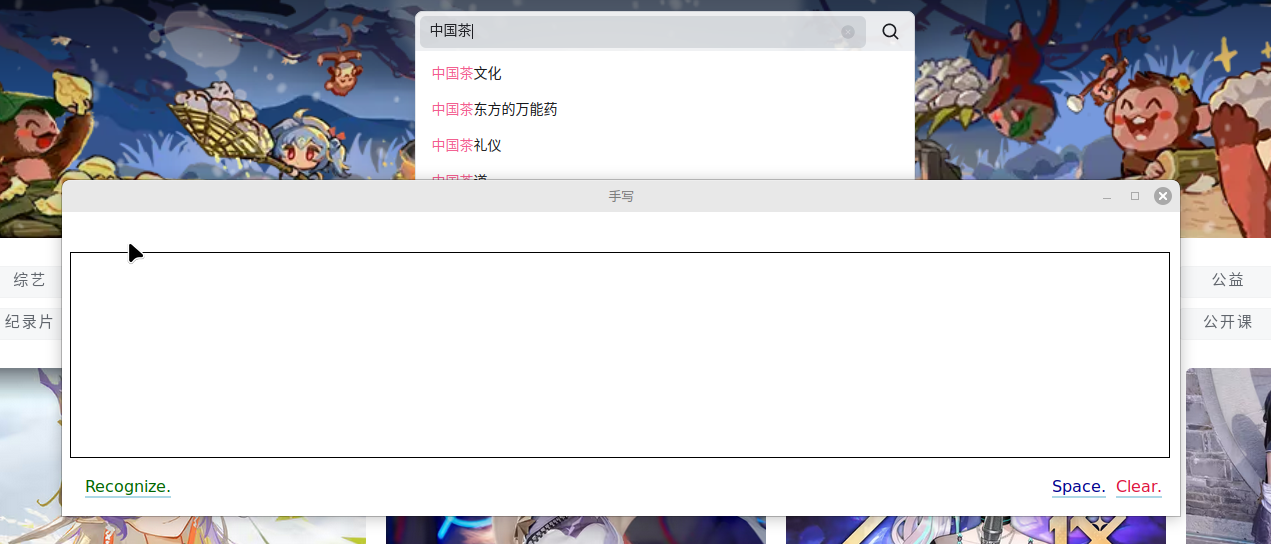 中国茶
中国茶文化
中国茶东方的万能药
中国茶礼仪
中国茶道
手写
综艺
公益
纪录片
公开课
Recognize.
Space. Clear.